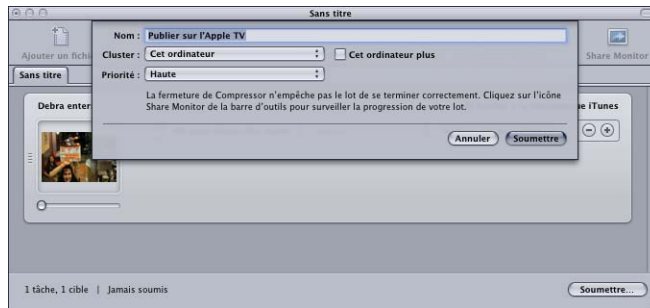 Sans titre
Nom : Publier sur l'Apple TV
Ajouter un fichi
Cluster : Cet ordinateur
Cet ordinateur plus
Share Monitor
Priorité : Haute
Sans titre
La fermeture de Compressor n'empêche pas le lot de se terminer correctement. Cliquez sur l'icône
Share Monitor de la barre d'outils pour surveiller la progression de votre lot.
Debra enter
ue iTunes
Annuler
Soumettre
1 tâche, 1 cible | Jamais soumis
Soumettre...